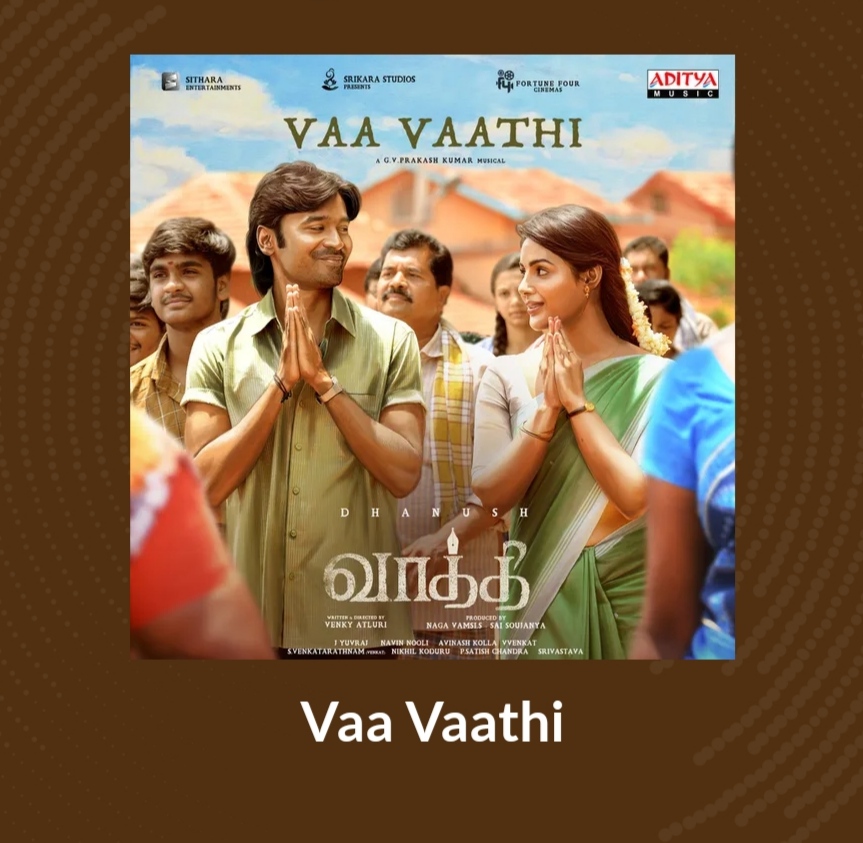 SITHARA
ENTERTAINMENTS
SRIKARA STUDIOS
PRESENTS
FORTUNE FOUR
CINEMAS
ADITYA
MUSIC
VAA VAATHI
A G.V.PRAKASH KUMAR MUSICAL
DHANUSH
வாத்தி
WRITTEN & DIRECTED BY
VENKY ATLURI
PRODUCED BY
NAGA VAMSI.S SAI SOUJANYA
J YUVRAJ NAVIN NOOLI AVINASH KOLLA VVENKAT
S.VENKATARATHNAM (VENKAT) NIKHIL KODURU P.SATISH CHANDRA SRIVASTAVA
Vaa Vaathi